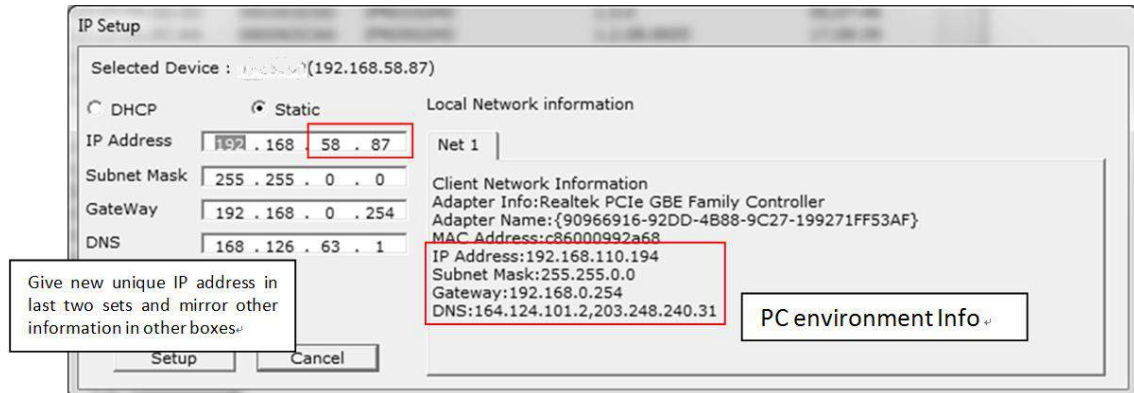 IP Setup
Selected Device : (192.168.58.87)
DHCP Static
IP Address 192 . 168 . 58 . 87
Subnet Mask 255 . 255 . 0 . 0
GateWay 192 . 168 . 0 . 254
DNS 168 . 126 . 63 . 1
Give new unique IP address in
last two sets and mirror other
information in other boxes
Setup Cancel
Local Network information
Net 1
Client Network Information
Adapter Info:Realtek PCIe GBE Family Controller
Adapter Name:{90966916-92DD-4B88-9C27-199271FF53AF}
MAC Address:c86000992a68
IP Address:192.168.110.194
Subnet Mask:255.255.0.0
Gateway:192.168.0.254
DNS:164.124.101.2,203.248.240.31
PC environment Info